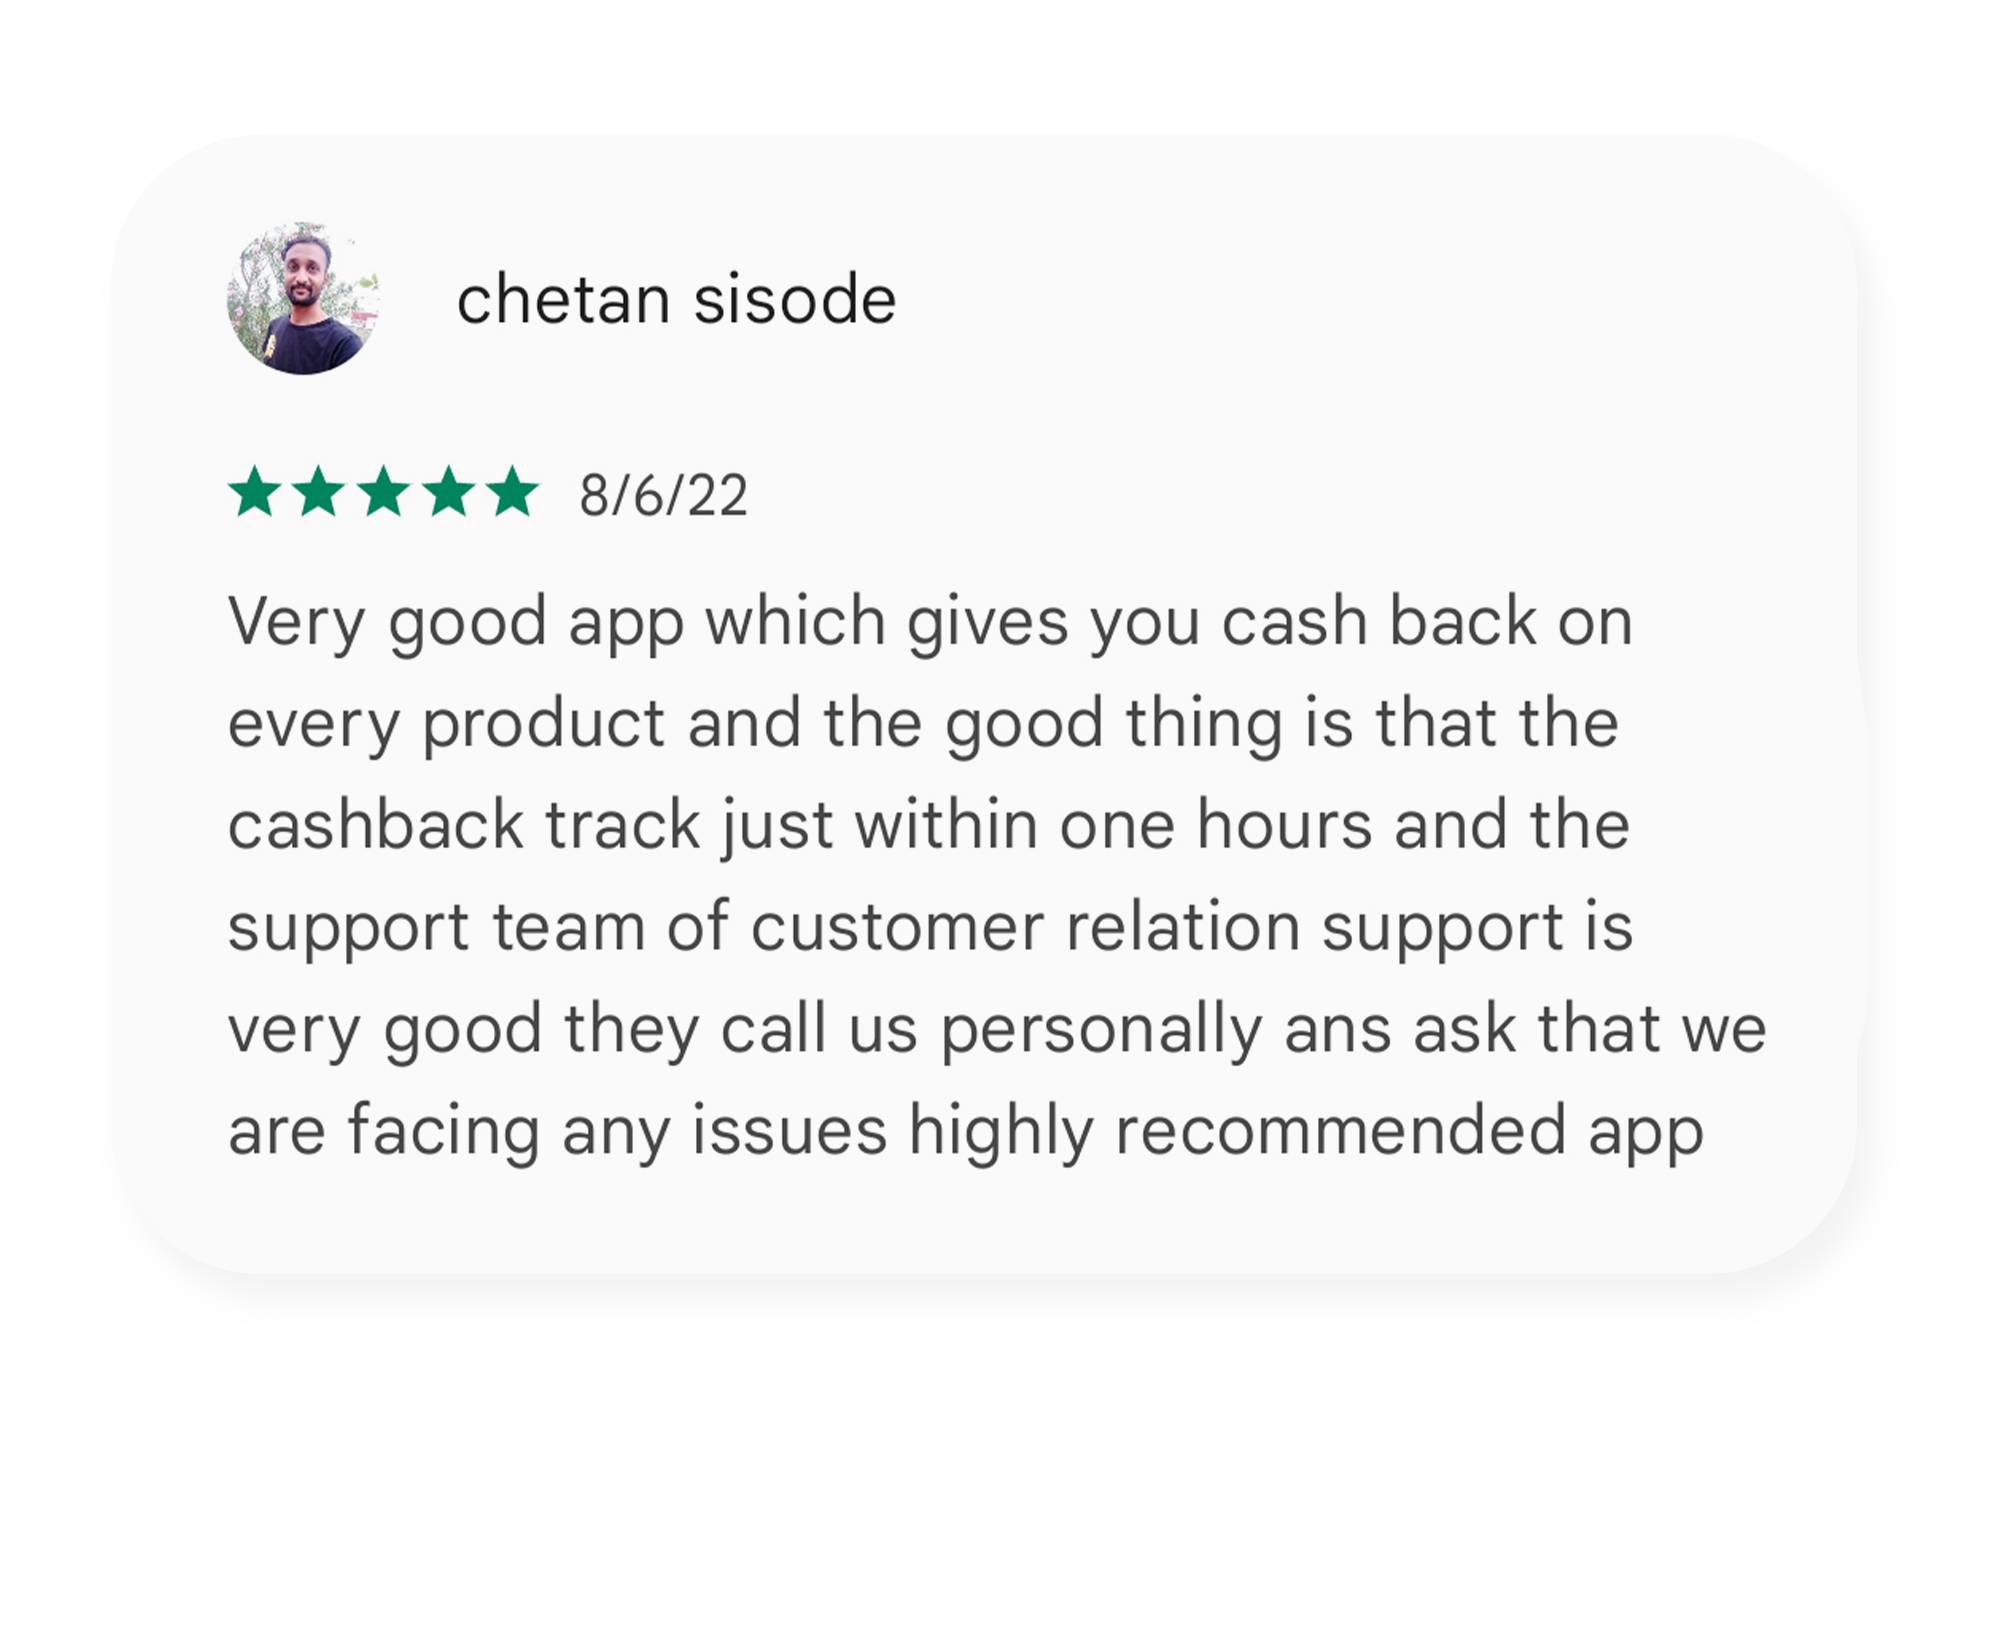 chetan sisode
8/6/22
Very good app which gives you cash back on
every product and the good thing is that the
cashback track just within one hours and the
support team of customer relation support is
very good they call us personally ans ask that we
are facing any issues highly recommended app